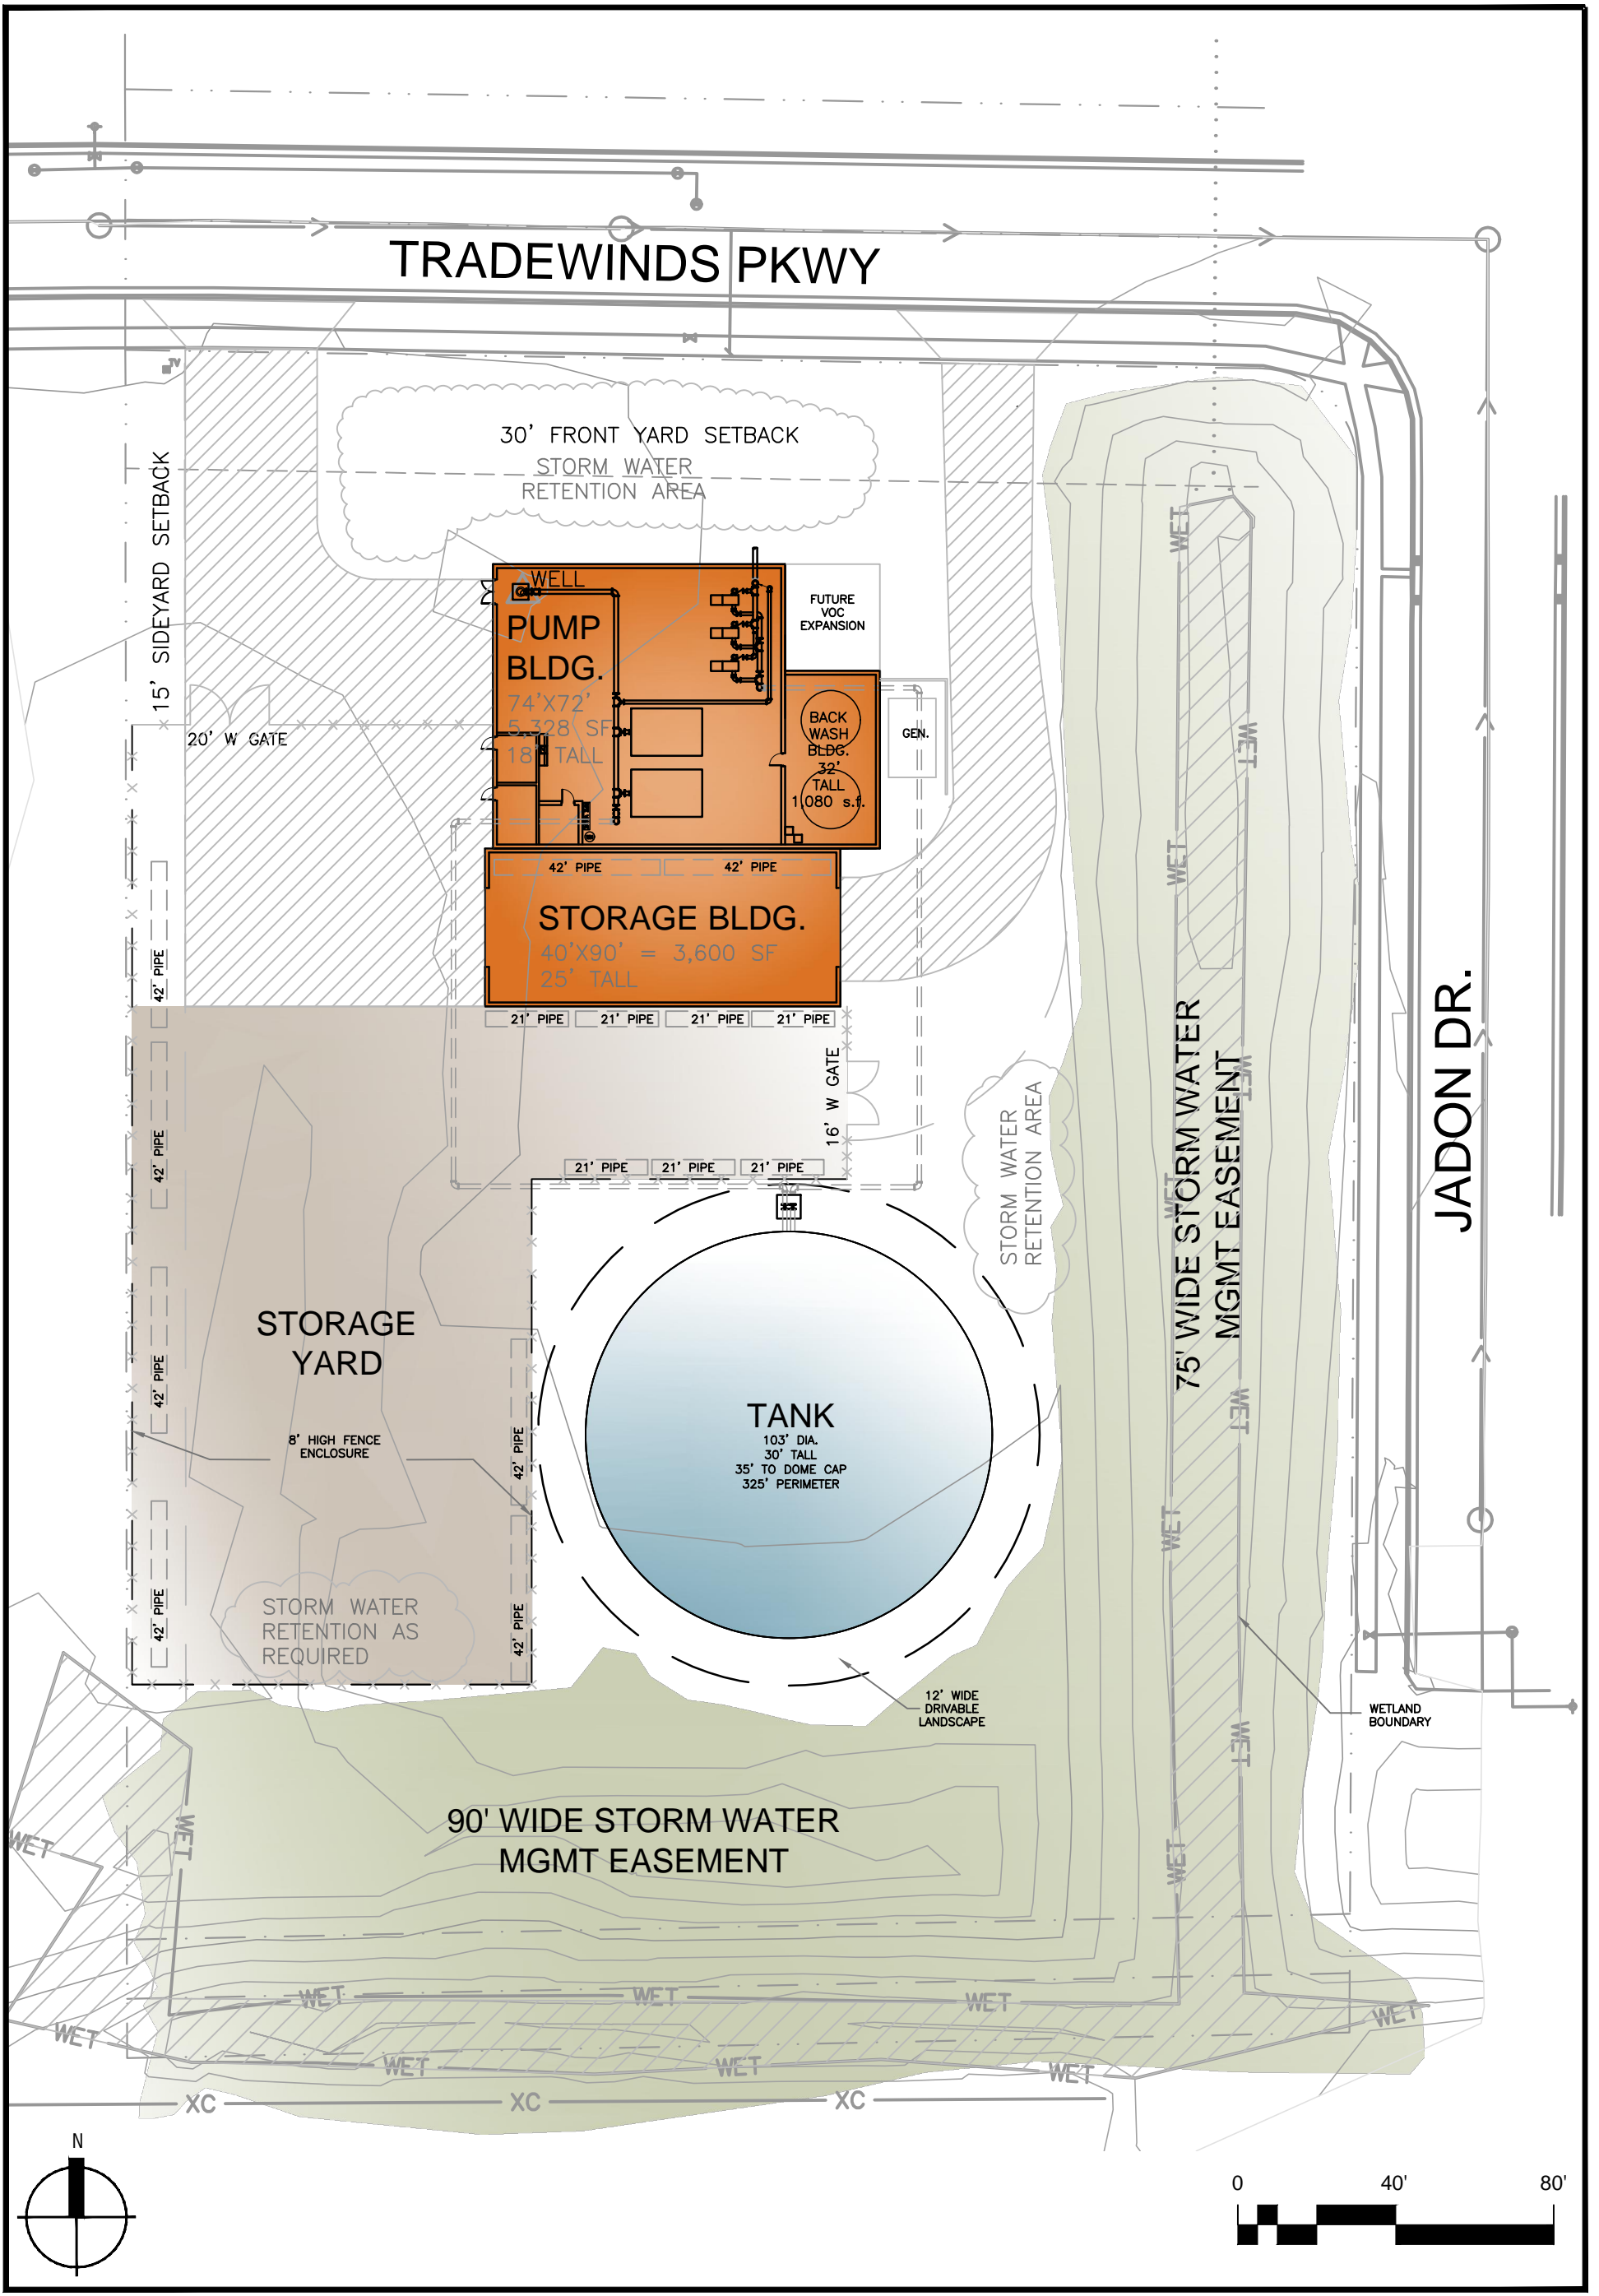 TRADEWINDS PKWY
TV
30' FRONT YARD SETBACK
STORM WATER
RETENTION AREA
15' SIDEYARD SETBACK
WET
WELL
PUMP
BLDG.
74'X72'
5,328 SF
18' TALL
FUTURE
VOC
EXPANSION
20' W GATE
BACK
WASH
BLDG.
32'
TALL
1,080 s.f.
GEN.
WET
WET
42' PIPE
42' PIPE
STORAGE BLDG.
40'X90' = 3,600 SF
25' TALL
42' PIPE
21' PIPE
21' PIPE
21' PIPE
21' PIPE
16' W GATE
STORM WATER
RETENTION AREA
75' WIDE STORM WATER
MGMT EASEMENT
WET
WET
JADON DR.
42' PIPE
21' PIPE
21' PIPE
21' PIPE
STORAGE
YARD
42' PIPE
8' HIGH FENCE
ENCLOSURE
42' PIPE
TANK
103' DIA.
30' TALL
35' TO DOME CAP
325' PERIMETER
WET
WET
42' PIPE
STORM WATER
RETENTION AS
REQUIRED
42' PIPE
12' WIDE
DRIVABLE
LANDSCAPE
WETLAND
BOUNDARY
WET
WET
WET
WET
90' WIDE STORM WATER
MGMT EASEMENT
WET
WET
WET
WET
WET
WET
WET
WET
WET
XC
XC
XC
N
0
40'
80'